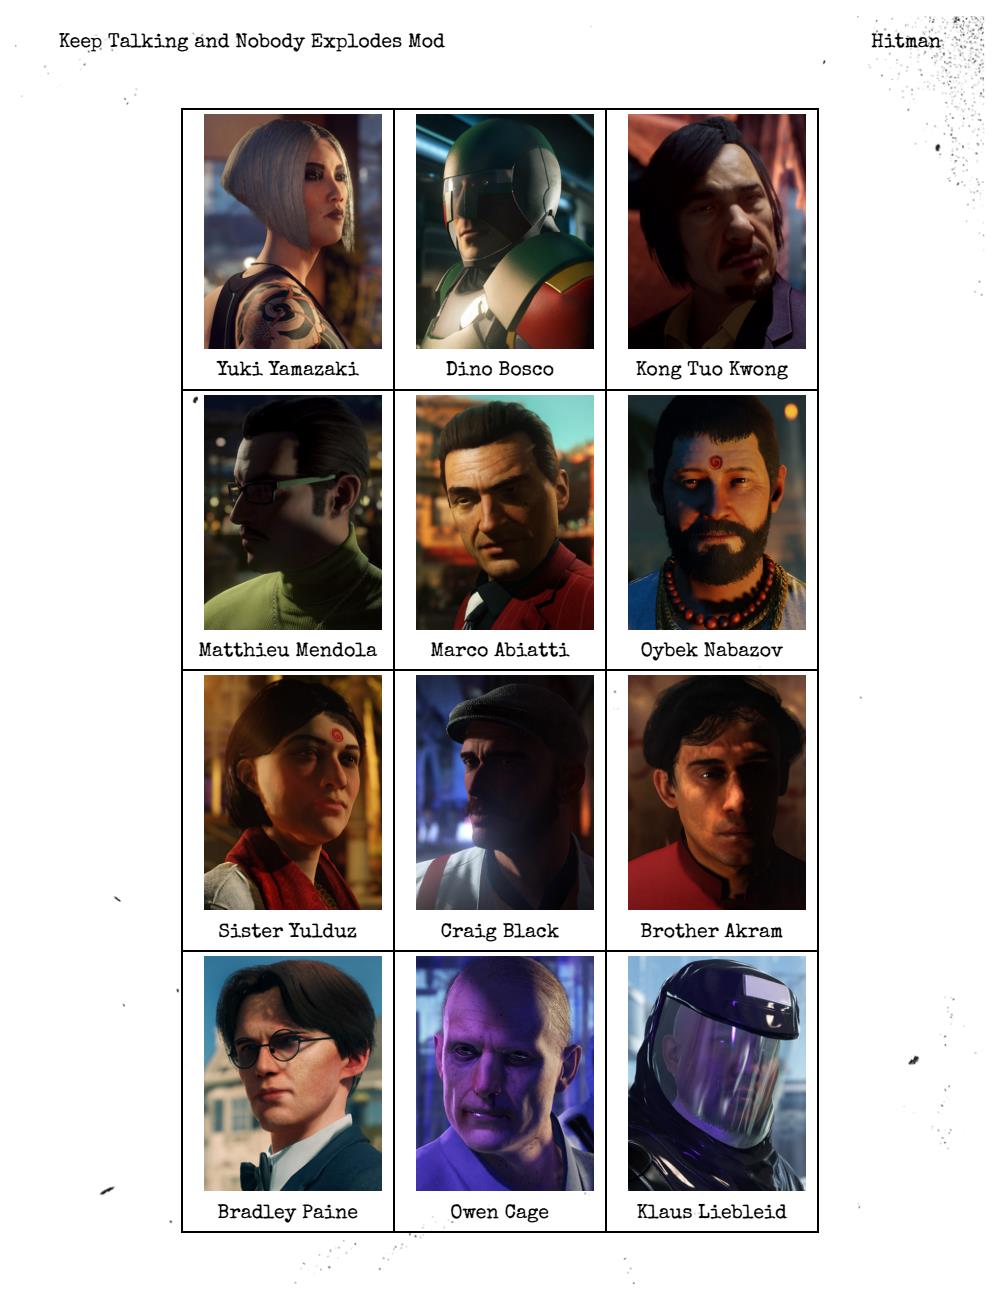 Keep Talking and Nobody Explodes Mod
Hitman
Yuki Yamazaki
Dino Bosco
Kong Tuo Kwong
Matthieu Mendola
Marco Abiatti
Oybek Nabazov
Sister Yulduz
Craig Black
Brother Akram
Bradley Paine
Owen Cage
Klaus Liebleid